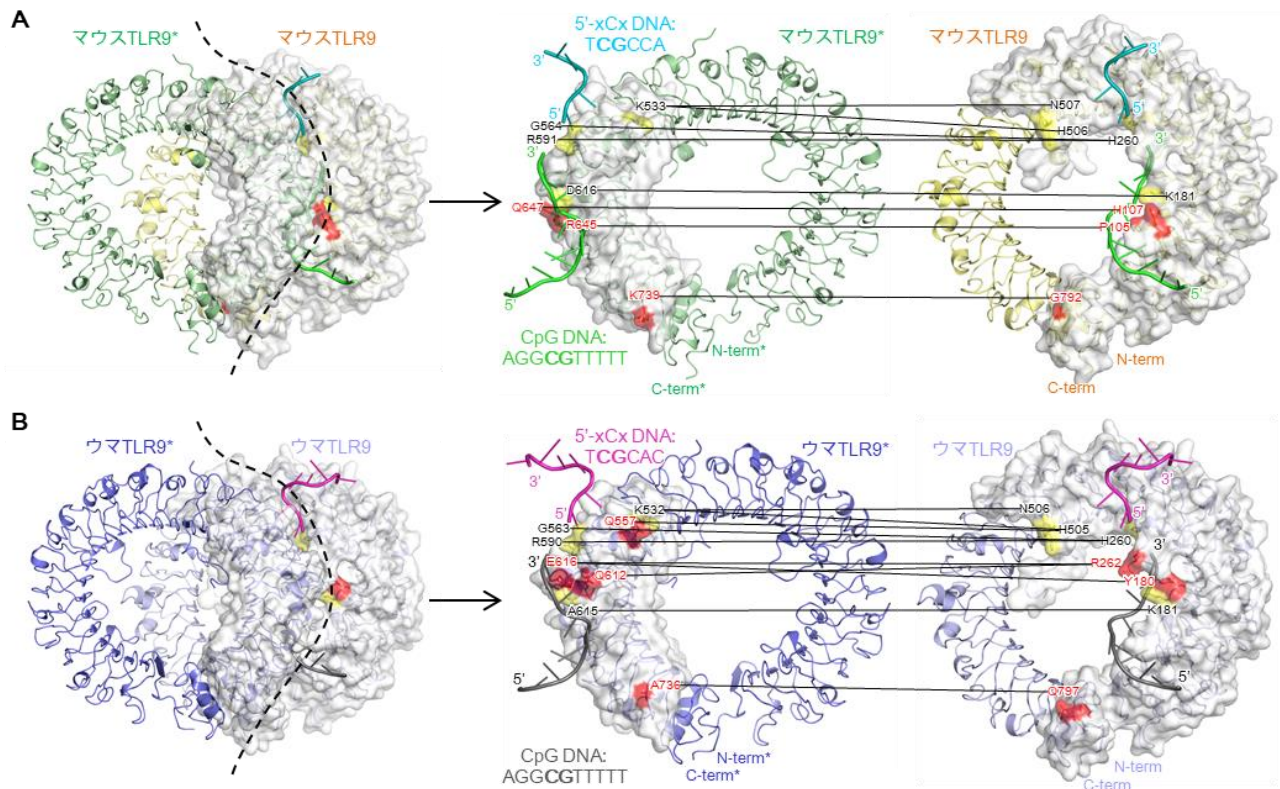 A
マウスTLR9*
マウスTLR9
5'-xCx DNA:
TCGCCA
マウスTLR9*
マウスTLR9
3'
5'
K533
G564
R591
3'
D616
Q647
R645
5'
K739
CpG DNA:
AGGCGTTTTT
N-term*
C-term*
3'
N507
5'
H506
H260
3'
K181
H107
P105
5'
G792
N-term
C-term
B
ウマTLR9*
ウマTLR9
5'-xCx DNA:
TCGCAC
ウマTLR9*
ウマTLR9
3'
5'
K532
Q557
G563
R590
3'
E616
Q612
A645
5'
A736
CpG DNA:
AGGCGTTTTT
N-term*
C-term*
3'
N506
5'
H505
H260
3'
R262
Y180
K181
5'
Q797
N-term
C-term